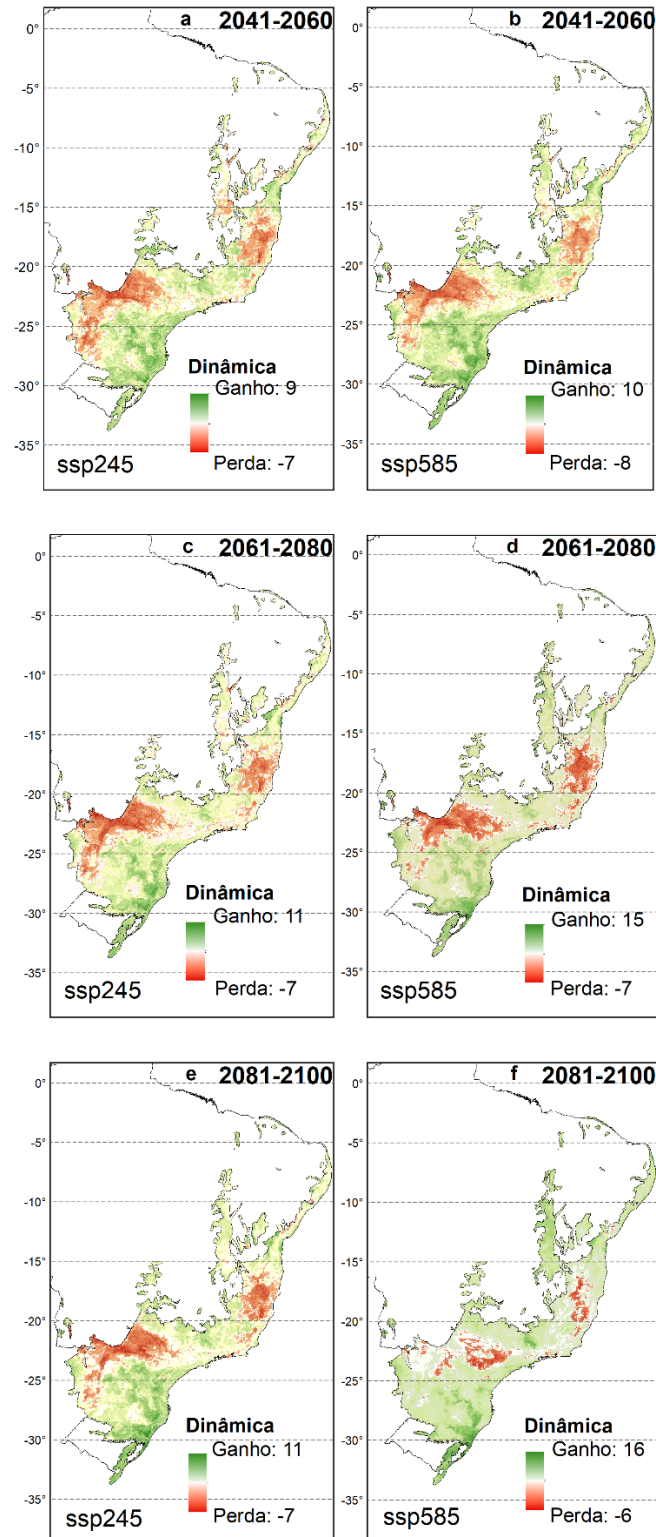 a 2041-2060
0°
-5°
-10°
-15°
-20°
-25°
-30°
-35°
Dinâmica
Ganho: 9
Perda: -7
ssp245
b 2041-2060
0°
-5°
-10°
-15°
-20°
-25°
-30°
-35°
Dinâmica
Ganho: 10
Perda: -8
ssp585
c 2061-2080
0°
-5°
-10°
-15°
-20°
-25°
-30°
-35°
Dinâmica
Ganho: 11
Perda: -7
ssp245
d 2061-2080
0°
-5°
-10°
-15°
-20°
-25°
-30°
-35°
Dinâmica
Ganho: 15
Perda: -7
ssp585
e 2081-2100
0°
-5°
-10°
-15°
-20°
-25°
-30°
-35°
Dinâmica
Ganho: 11
Perda: -7
ssp245
f 2081-2100
0°
-5°
-10°
-15°
-20°
-25°
-30°
-35°
Dinâmica
Ganho: 16
Perda: -6
ssp585